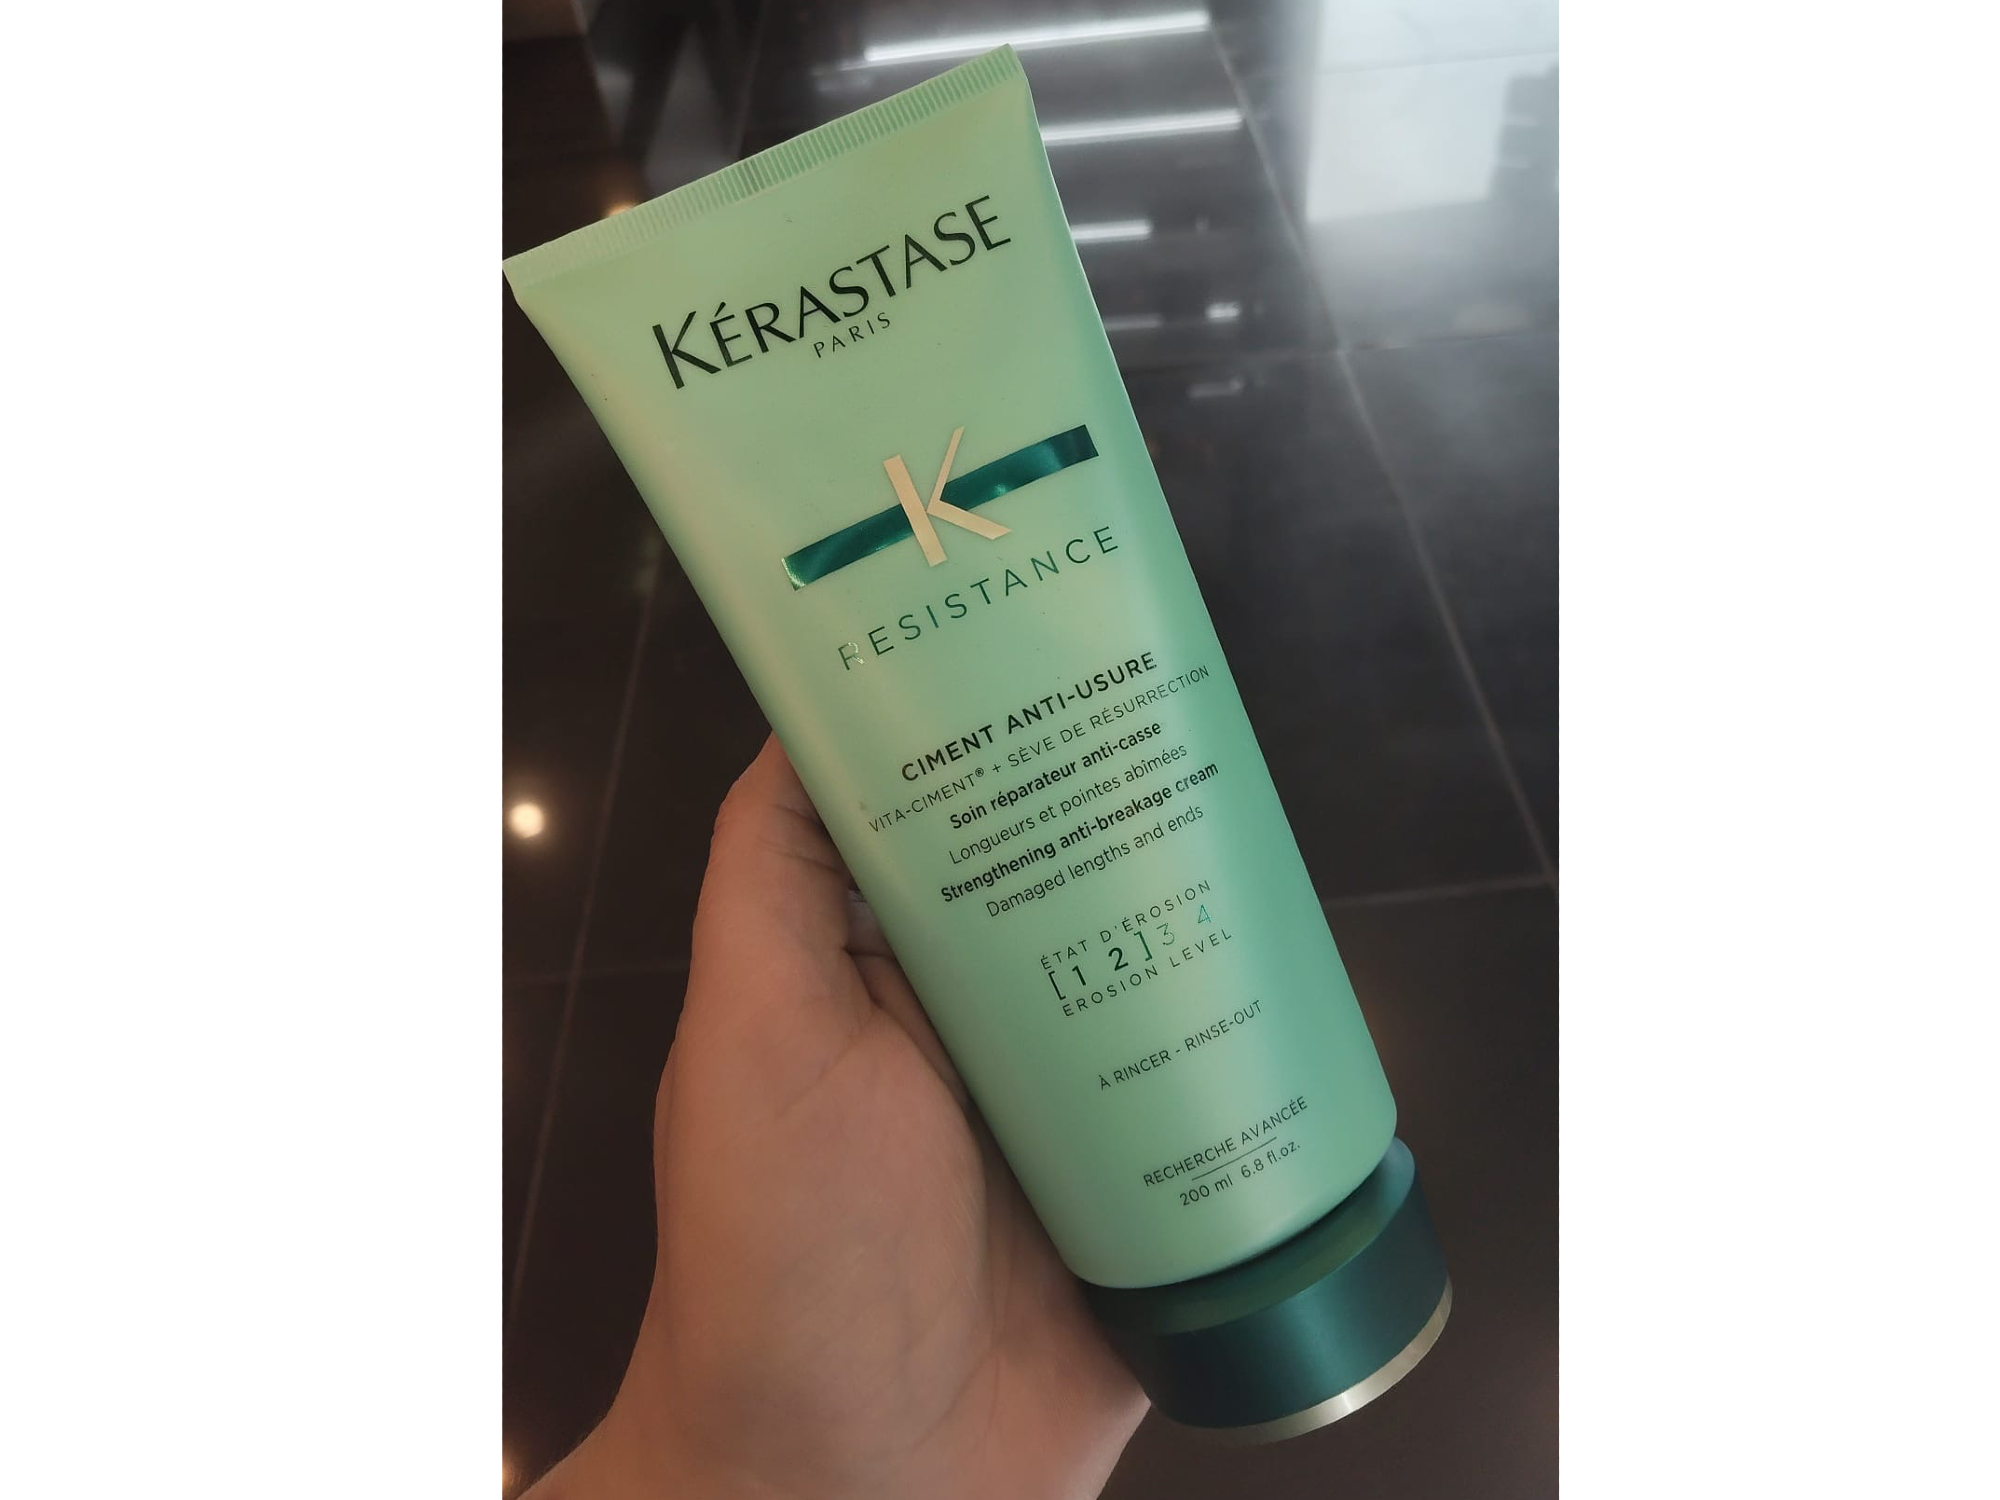 KÉRASTASE
PARIS
K
RESISTANCE
CIMENT ANTI-USURE
VITA-CIMENT® + SÈVE DE RÉSURRECTION
Soin réparateur anti-casse
Longueurs et pointes abîmées
Strengthening anti-breakage cream
Damaged lengths and ends
ÉTAT D'ÉROSION
[1 2] 3 4
EROSION LEVEL
À RINCER - RINSE-OUT
RECHERCHE AVANCÉE
200 ml 6.8 fl.oz.